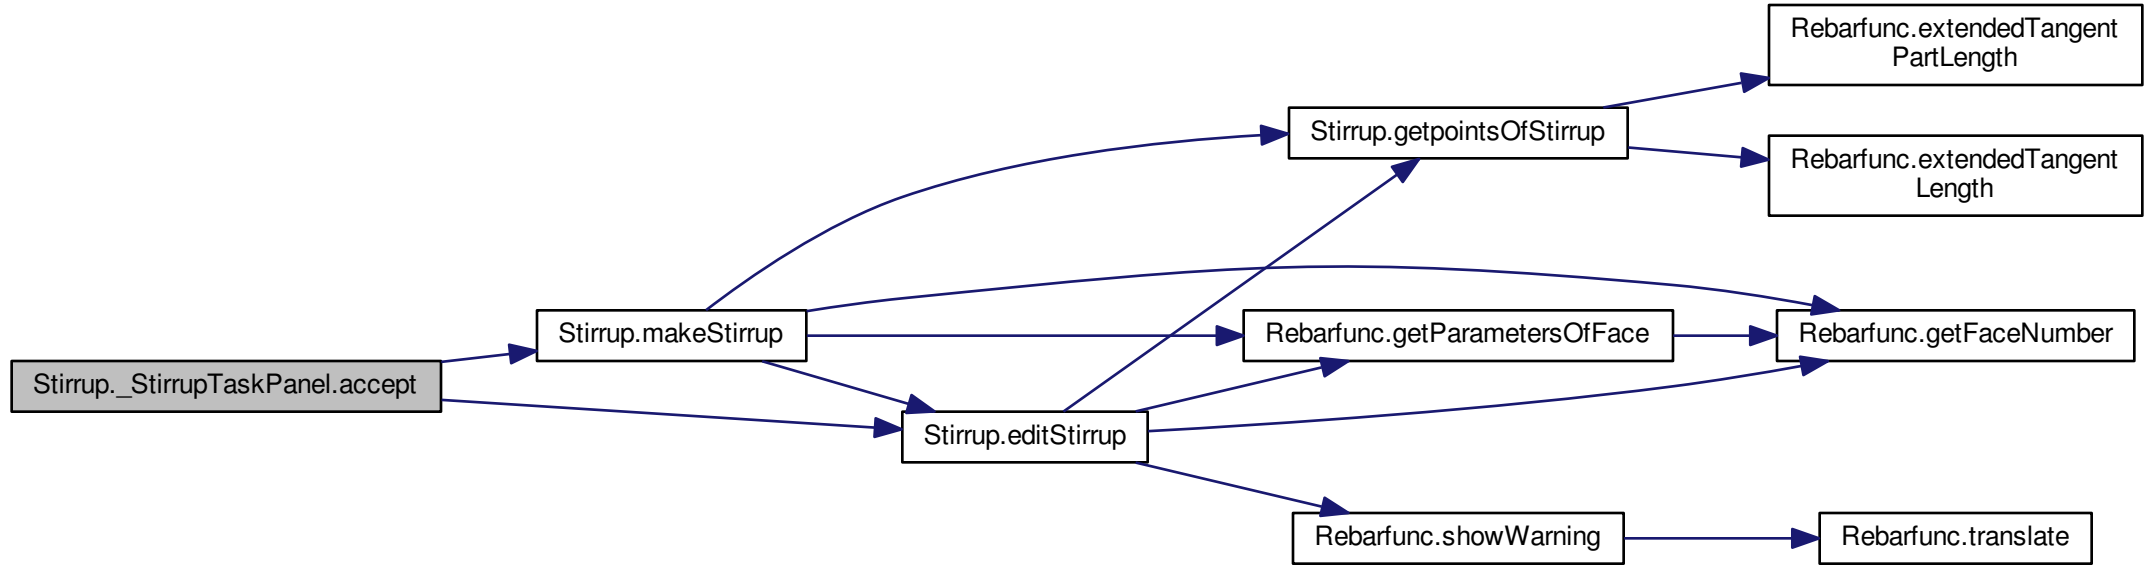 Rebarfunc.extendedTangent
PartLength
Stirrup.getpointsOfStirrup
Rebarfunc.extendedTangent
Length
Stirrup.makeStirrup
Rebarfunc.getParametersOfFace
Rebarfunc.getFaceNumber
Stirrup._StirrupTaskPanel.accept
Stirrup.editStirrup
Rebarfunc.showWarning
Rebarfunc.translate